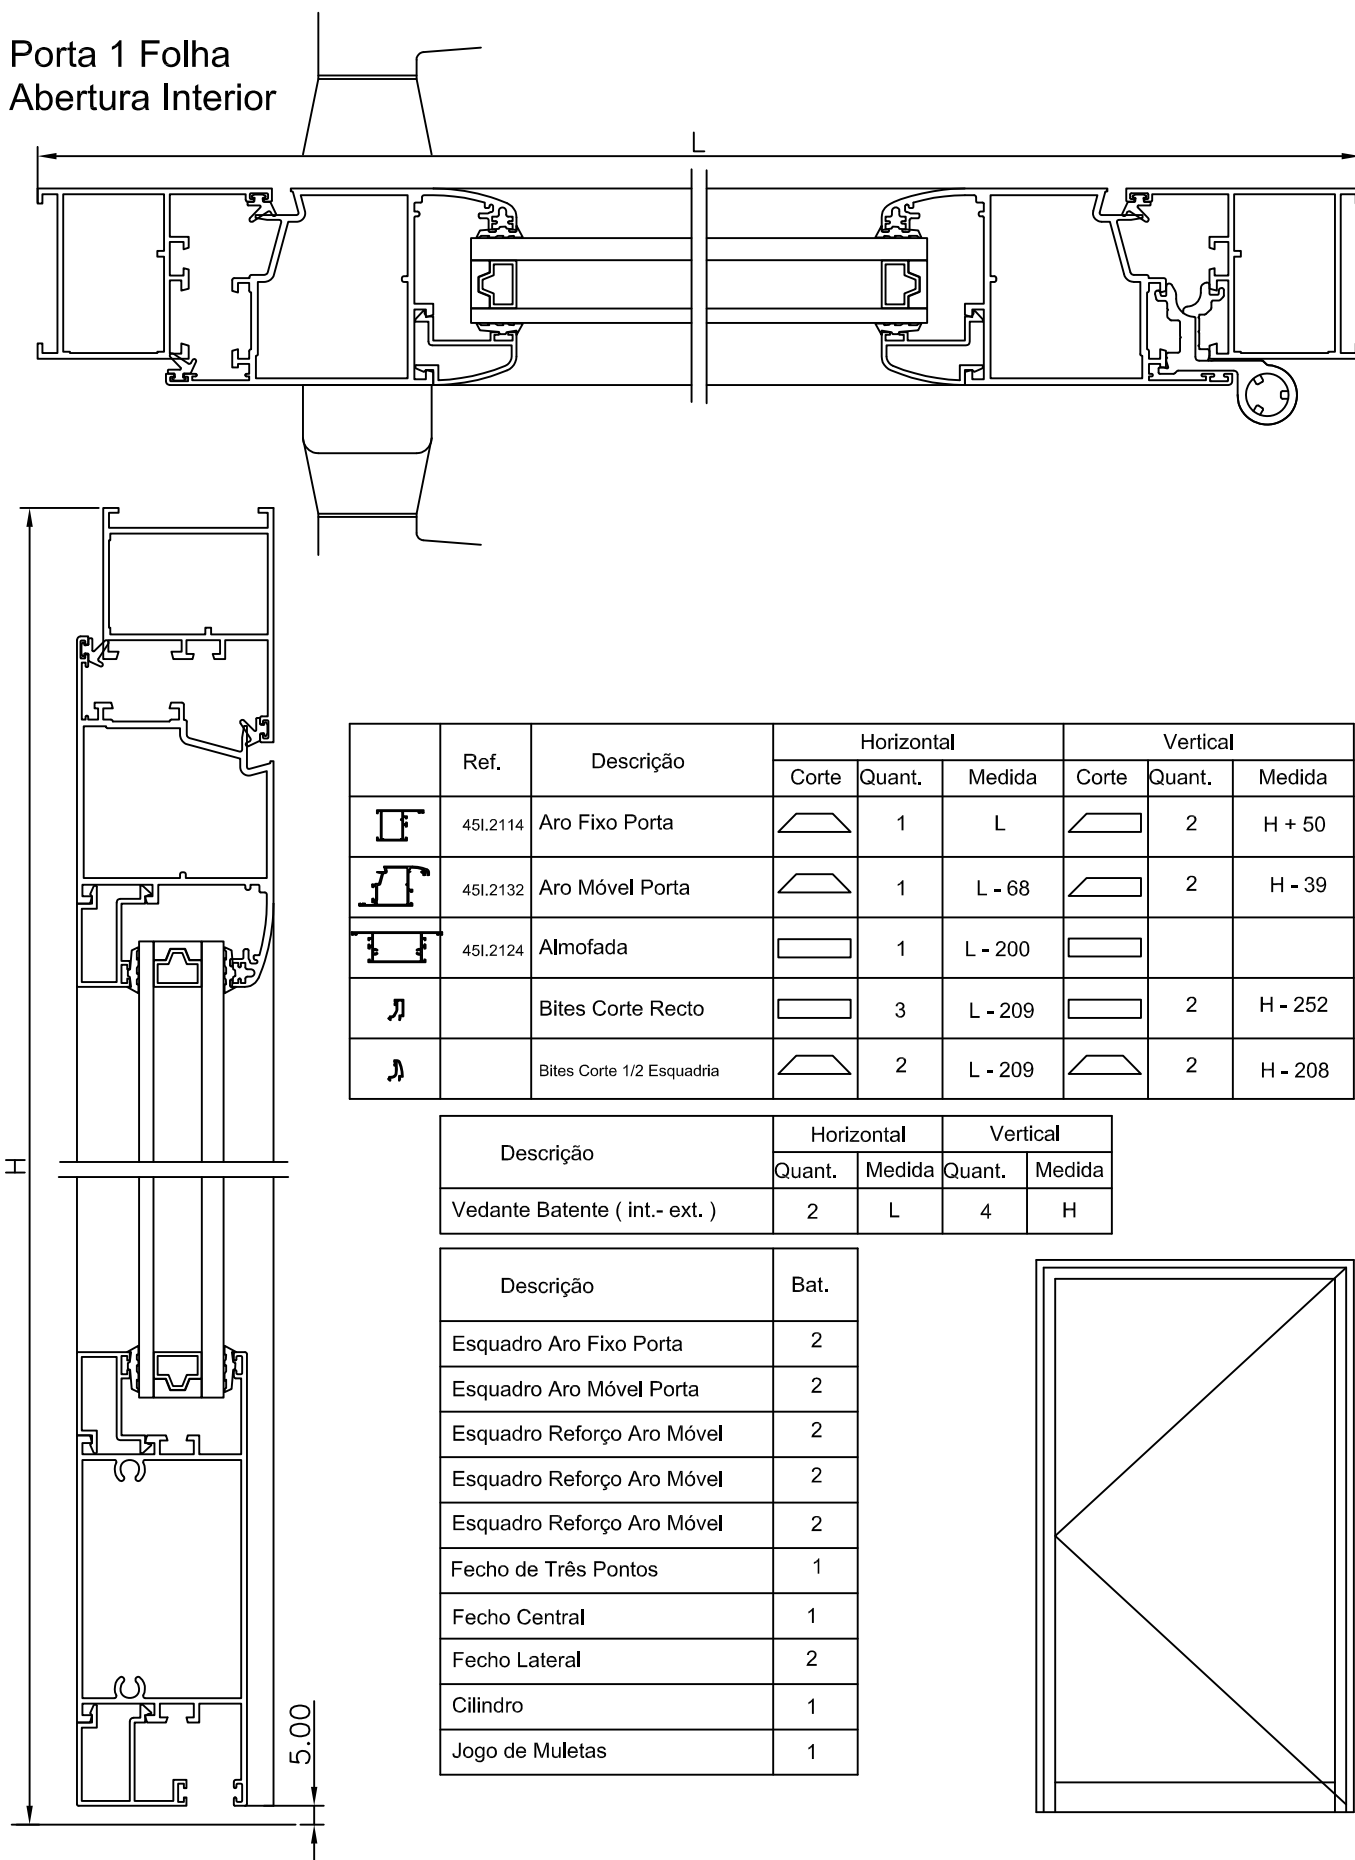 Porta 1 Folha
Abertura Interior
L
H
5.00
Ref. Descrição Horizontal Vertical
Corte Quant. Medida Corte Quant. Medida
45I.2114 Aro Fixo Porta 1 L 2 H + 50
45I.2132 Aro Móvel Porta 1 L - 68 2 H - 39
45I.2124 Almofada 1 L - 200
Bites Corte Recto 3 L - 209 2 H - 252
Bites Corte 1/2 Esquadria 2 L - 209 2 H - 208
Descrição Horizontal Vertical
Quant. Medida Quant. Medida
Vedante Batente ( int.- ext. ) 2 L 4 H
Descrição Bat.
Esquadro Aro Fixo Porta 2
Esquadro Aro Móvel Porta 2
Esquadro Reforço Aro Móvel 2
Esquadro Reforço Aro Móvel 2
Esquadro Reforço Aro Móvel 2
Fecho de Três Pontos 1
Fecho Central 1
Fecho Lateral 2
Cilindro 1
Jogo de Muletas 1